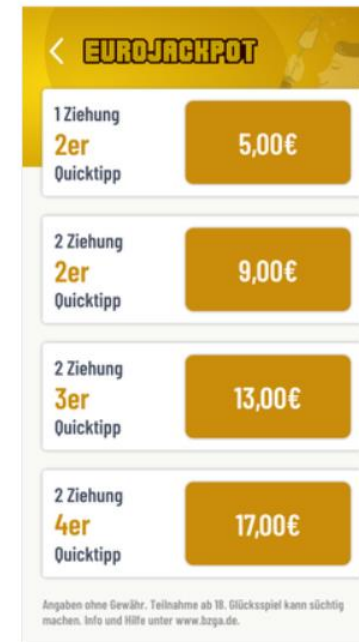 EUROJACKPOT
1 Ziehung
2er
Quicktipp
5,00€
2 Ziehung
2er
Quicktipp
9,00€
2 Ziehung
3er
Quicktipp
13,00€
2 Ziehung
4er
Quicktipp
17,00€
Angaben ohne Gewähr. Teilnahme ab 18. Glücksspiel kann süchtig
machen. Info und Hilfe unter www.bzga.de.